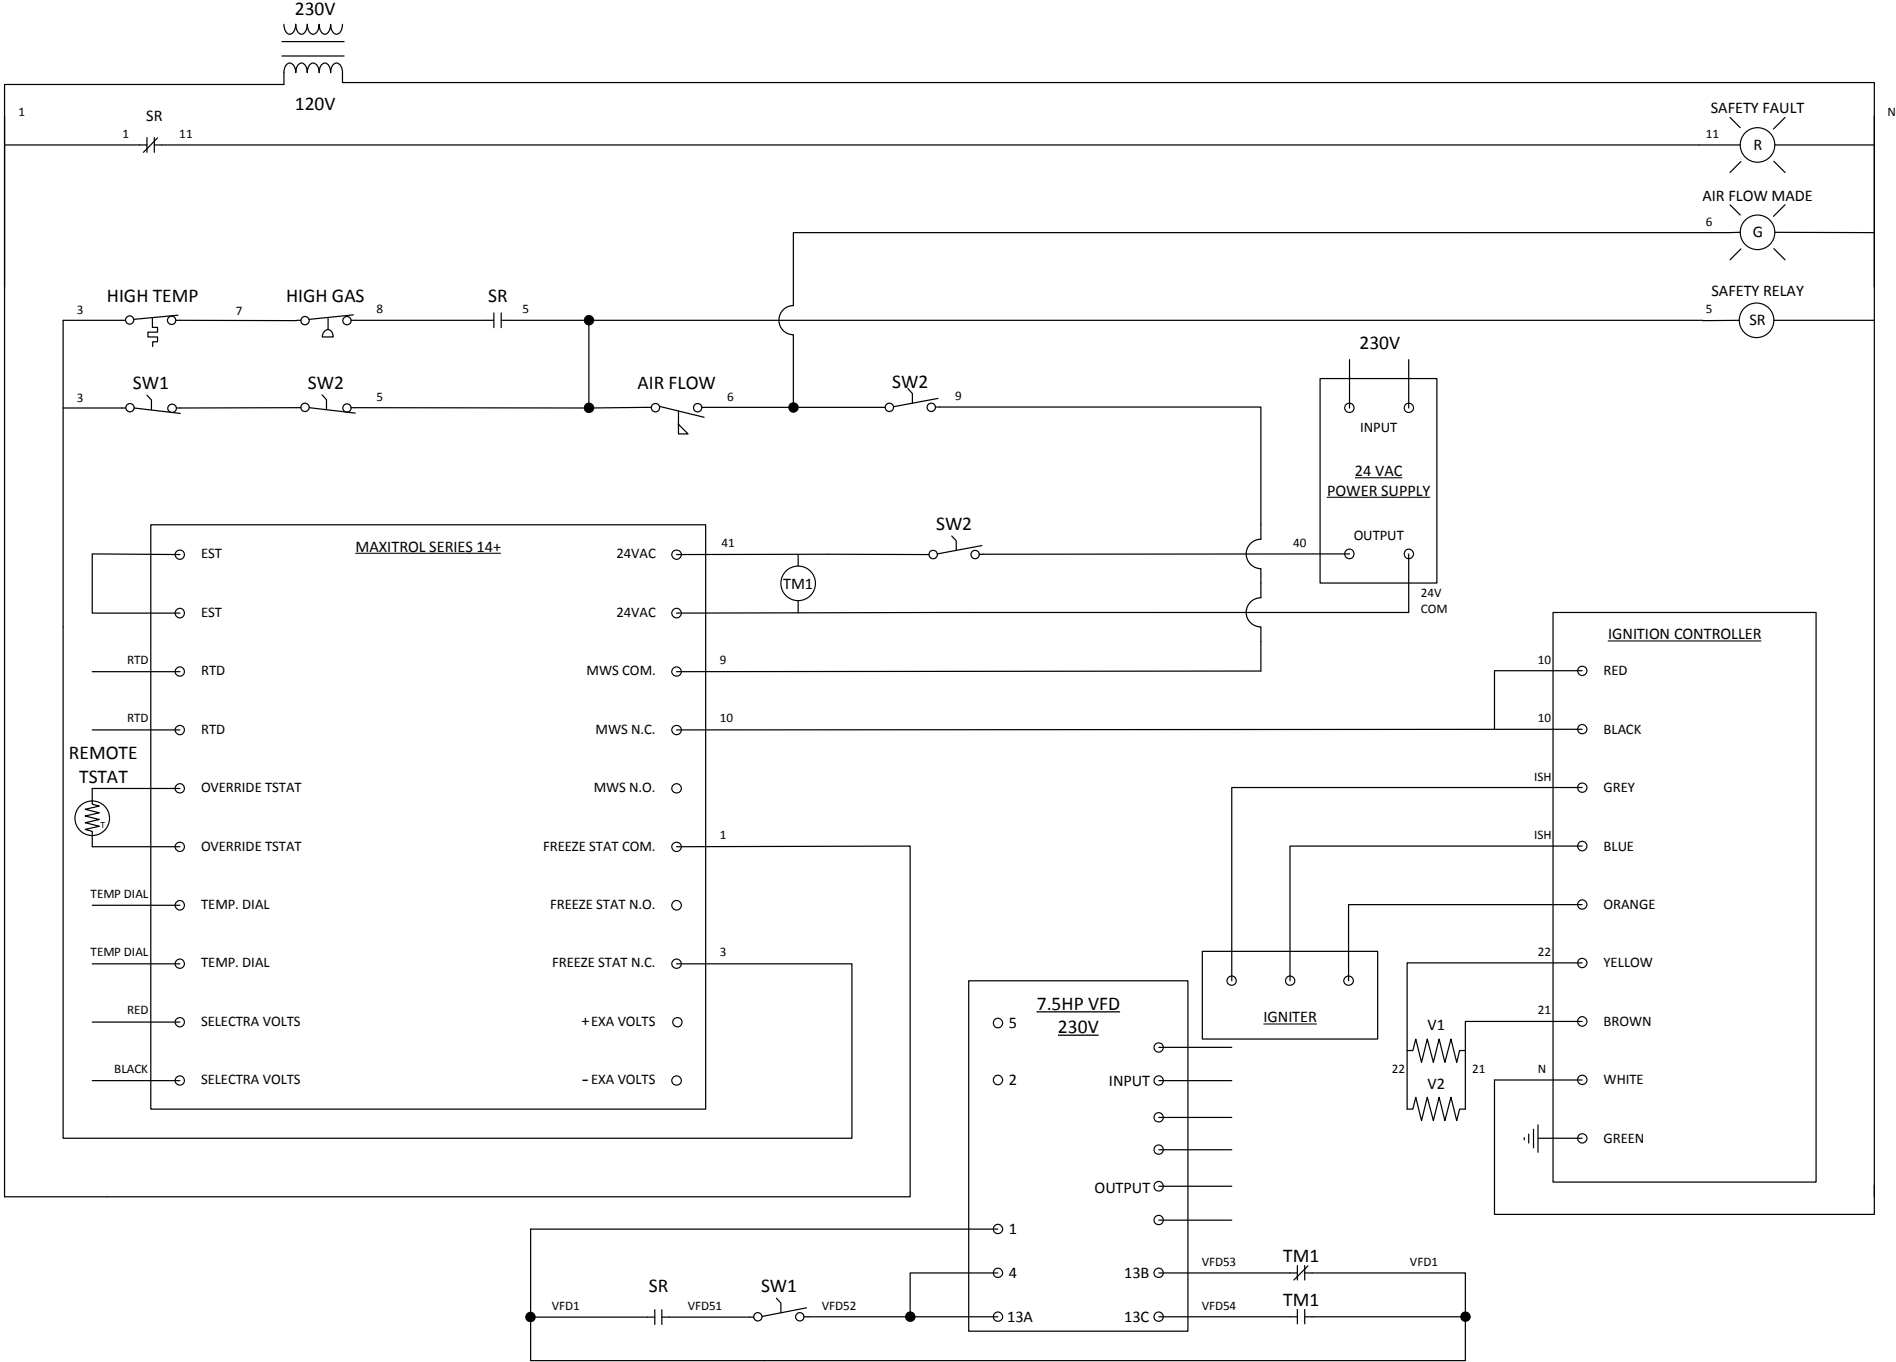 230V
120V
1
N
SR
1
11
SAFETY FAULT
11
R
AIR FLOW MADE
6
G
HIGH TEMP
HIGH GAS
SR
SAFETY RELAY
3
7
8
5
5
SR
230V
SW1
SW2
AIR FLOW
SW2
3
5
6
9
INPUT
24 VAC
POWER SUPPLY
OUTPUT
40
24V
COM
SW2
MAXITROL SERIES 14+
EST
24VAC
41
TM1
EST
24VAC
RTD
RTD
MWS COM.
9
RTD
RTD
MWS N.C.
10
REMOTE
TSTAT
T
OVERRIDE TSTAT
MWS N.O.
OVERRIDE TSTAT
FREEZE STAT COM.
1
TEMP DIAL
TEMP. DIAL
FREEZE STAT N.O.
TEMP DIAL
TEMP. DIAL
FREEZE STAT N.C.
3
RED
SELECTRA VOLTS
+EXA VOLTS
BLACK
SELECTRA VOLTS
- EXA VOLTS
IGNITION CONTROLLER
10
RED
10
BLACK
ISH
GREY
ISH
BLUE
ORANGE
22
YELLOW
21
BROWN
N
WHITE
GREEN
V1
22
21
V2
IGNITER
7.5HP VFD
230V
5
2
INPUT
OUTPUT
1
4
13B
VFD53
TM1
VFD1
SR
SW1
VFD1
VFD51
VFD52
13A
13C
VFD54
TM1